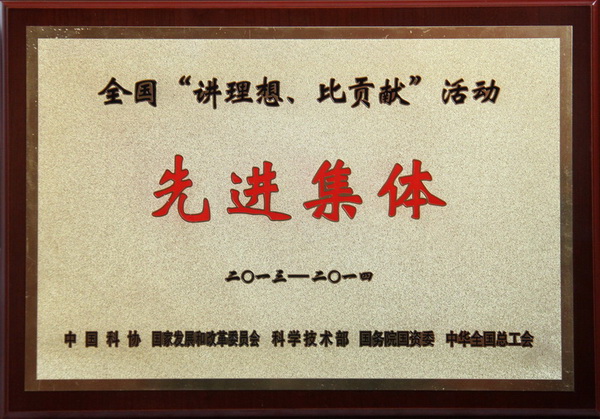 全国“讲理想、比贡献”活动
先进集体
二〇一三—二〇一四
中国科协 国家发展和改革委员会 科学技术部 国务院国资委 中华全国总工会